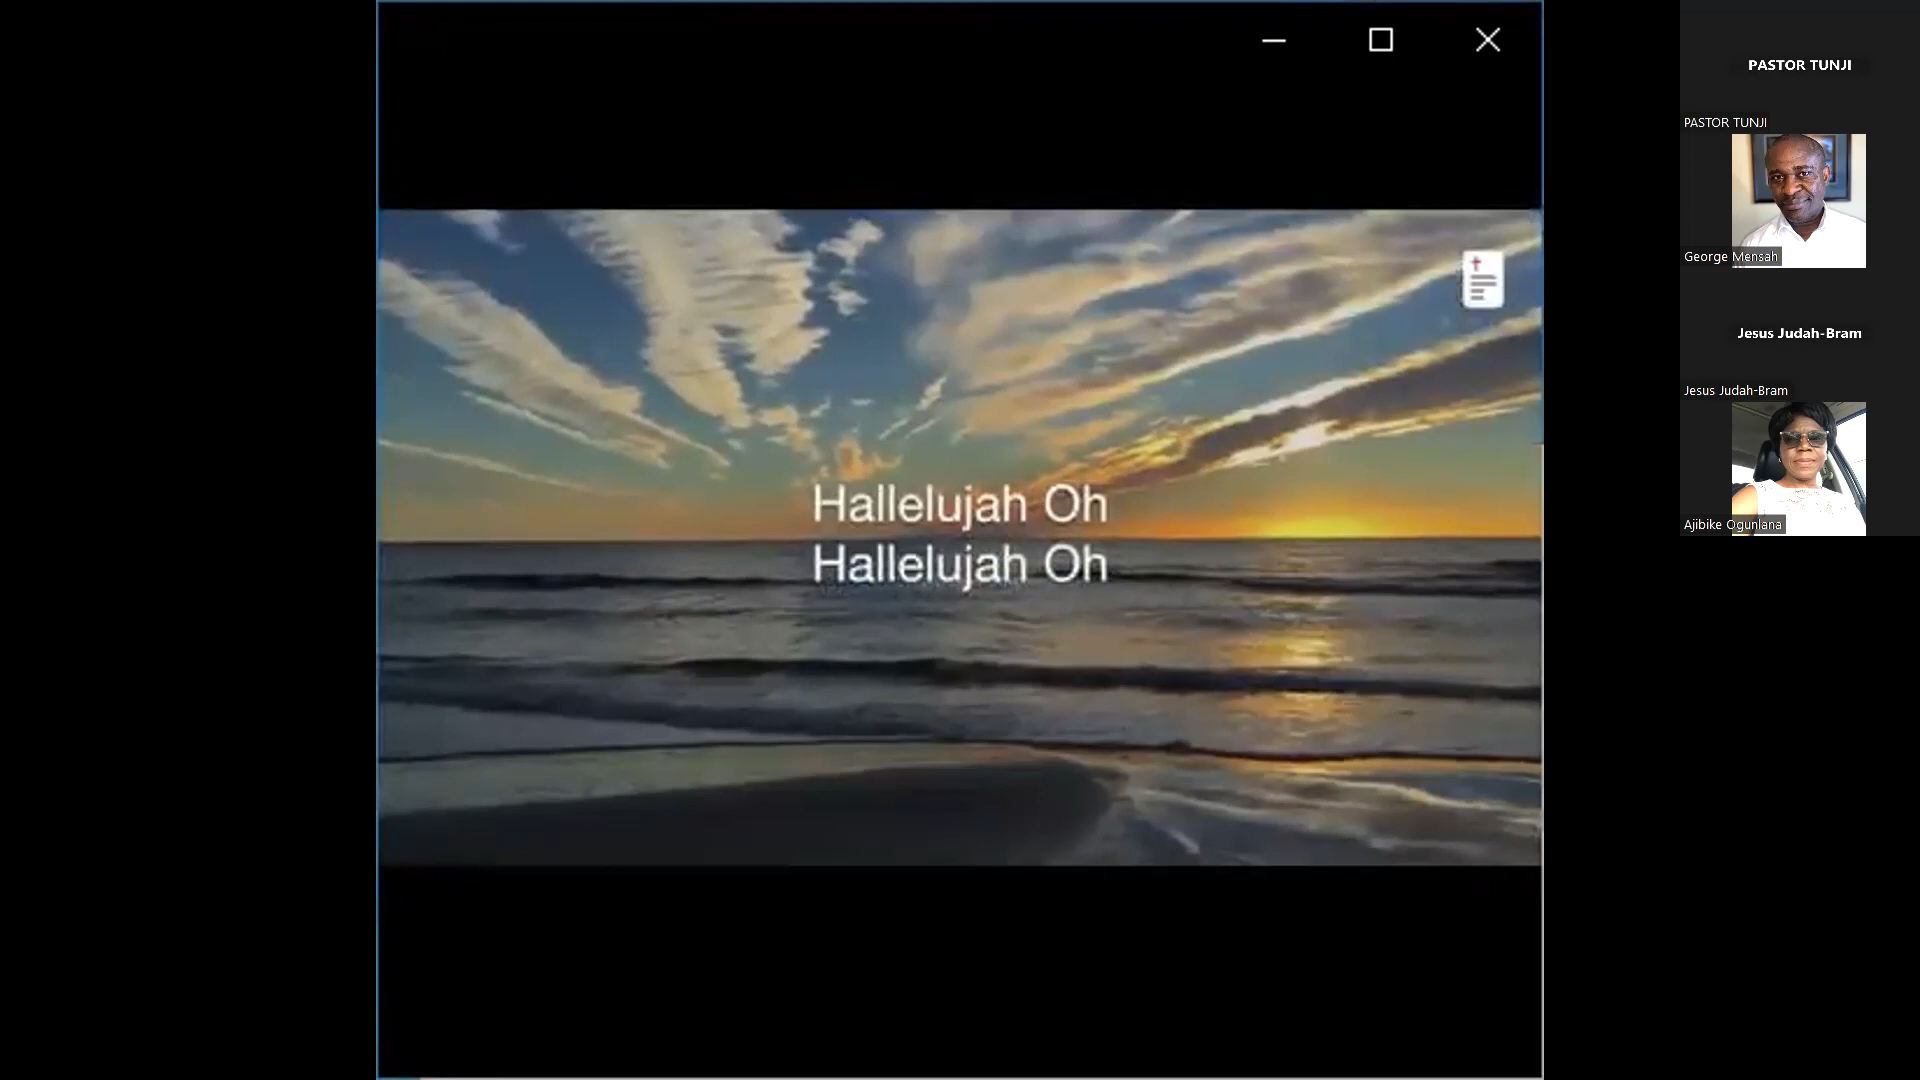 Hallelujah Oh
Hallelujah Oh
PASTOR TUNJI
PASTOR TUNJI
George Mensah
Jesus Judah-Bram
Jesus Judah-Bram
Ajibike Ogunlana